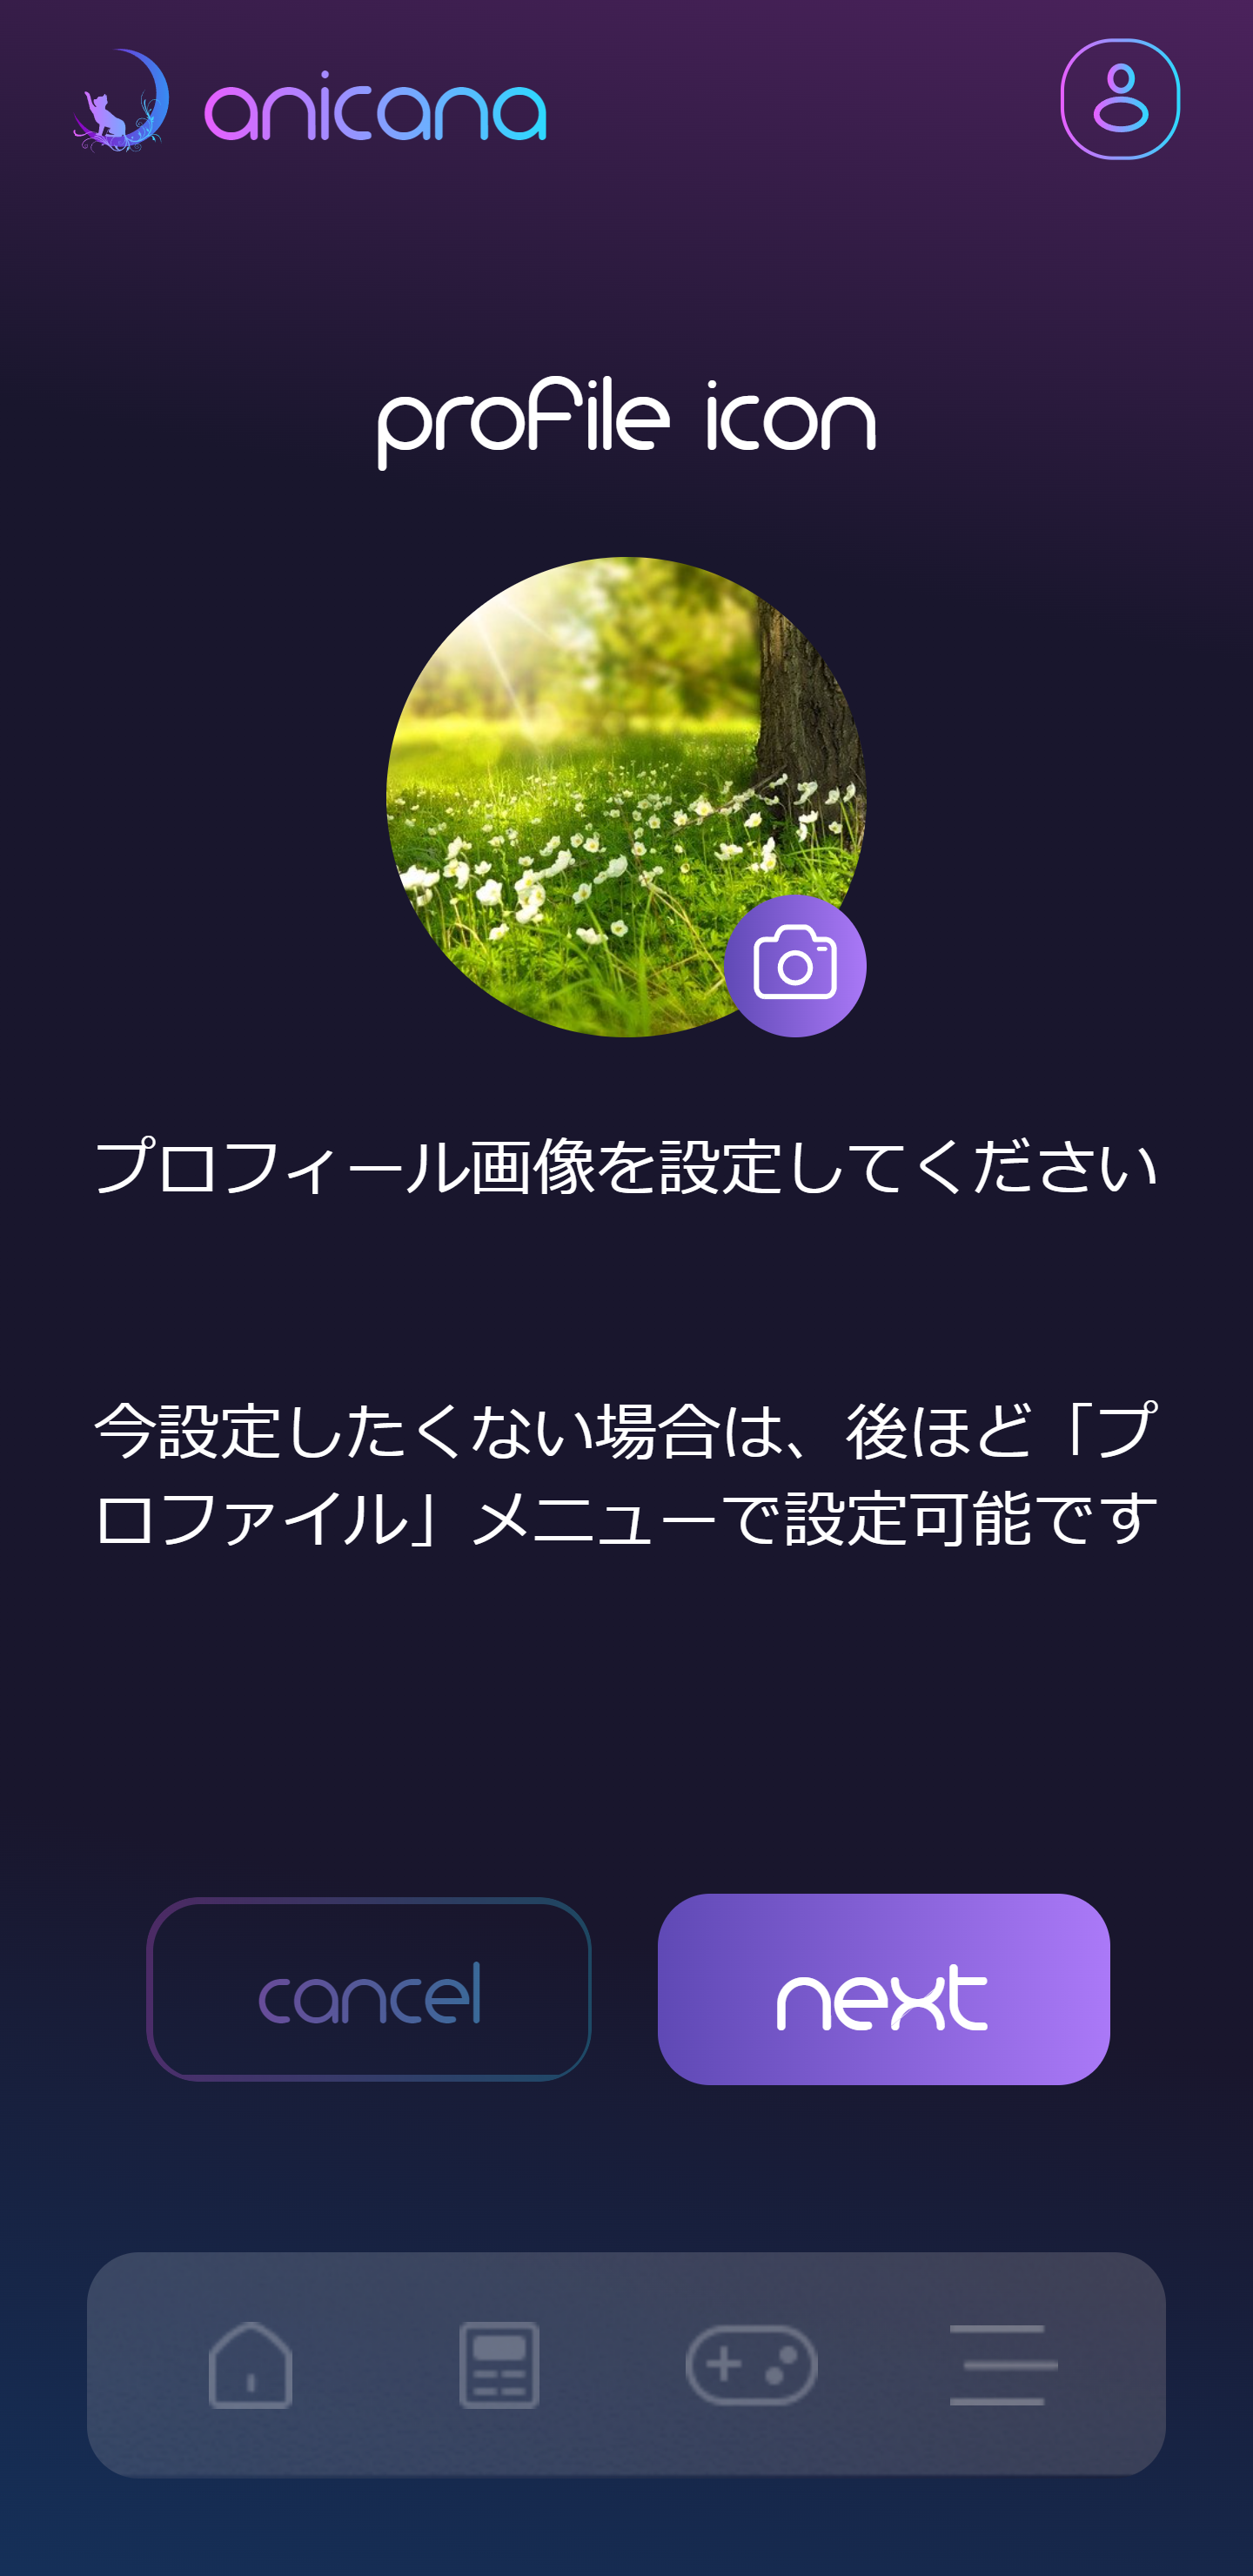 anicana
profile icon
プロフィール画像を設定してください
今設定したくない場合は、後ほど「プ
ロファイル」メニューで設定可能です
cancel
next